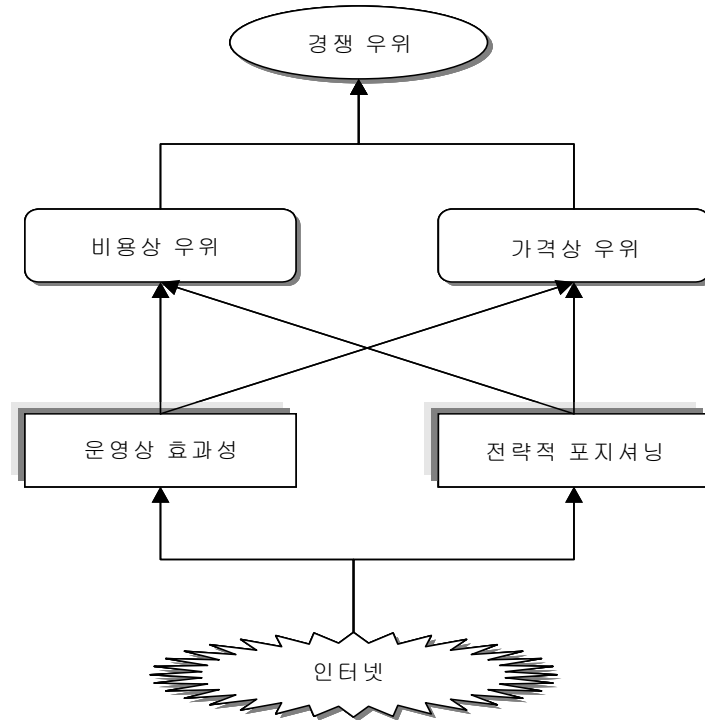 경쟁 우위
비용상 우위
가격상 우위
운영상 효과성
전략적 포지셔닝
인터넷